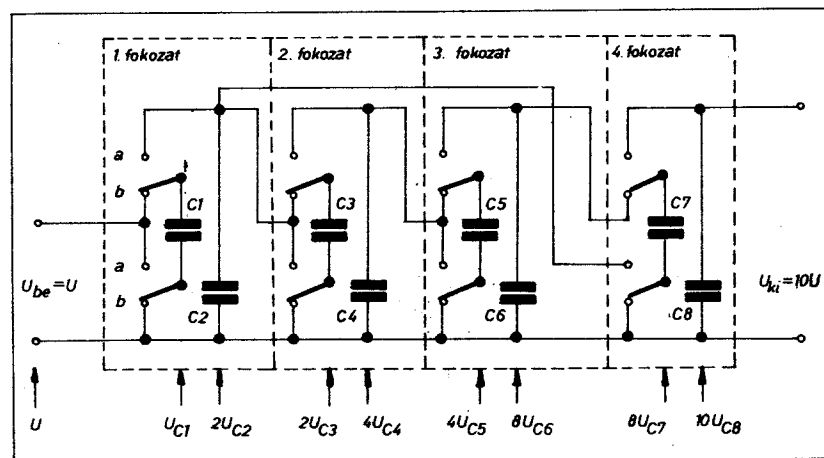 1. fokozat
2. fokozat
3. fokozat
4. fokozat
a
b
C1
C3
C5
C7
a
b
U_be=U
U_ki=10U
C2
C4
C6
C8
U
U_C1
2U_C2
2U_C3
4U_C4
4U_C5
8U_C6
8U_C7
10U_C8